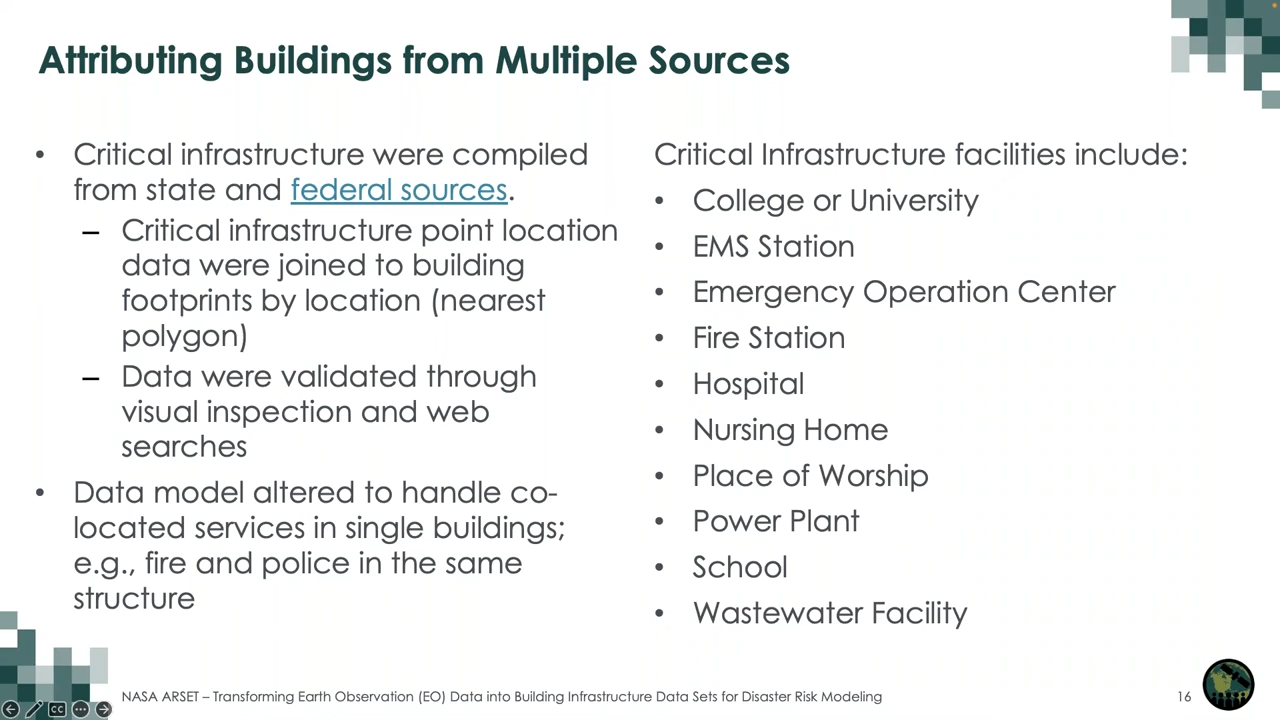 Attributing Buildings from Multiple Sources
• Critical infrastructure were compiled
from state and federal sources.
– Critical infrastructure point location
data were joined to building
footprints by location (nearest
polygon)
– Data were validated through
visual inspection and web
searches
• Data model altered to handle co-
located services in single buildings;
e.g., fire and police in the same
structure
Critical Infrastructure facilities include:
• College or University
• EMS Station
• Emergency Operation Center
• Fire Station
• Hospital
• Nursing Home
• Place of Worship
• Power Plant
• School
• Wastewater Facility
CC
NASA ARSET – Transforming Earth Observation (EO) Data into Building Infrastructure Data Sets for Disaster Risk Modeling
16